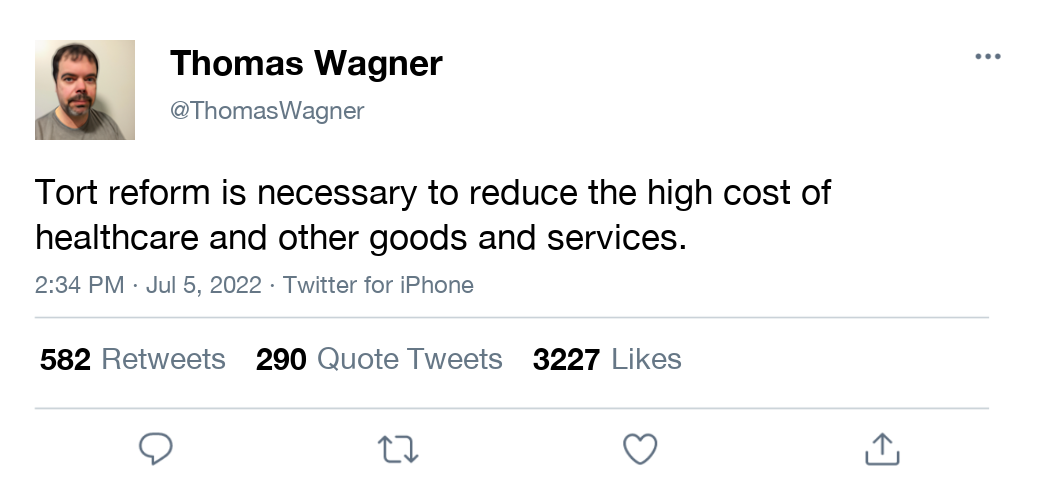 Thomas Wagner
@ThomasWagner
Tort reform is necessary to reduce the high cost of
healthcare and other goods and services.
2:34 PM · Jul 5, 2022 · Twitter for iPhone
582 Retweets 290 Quote Tweets 3227 Likes